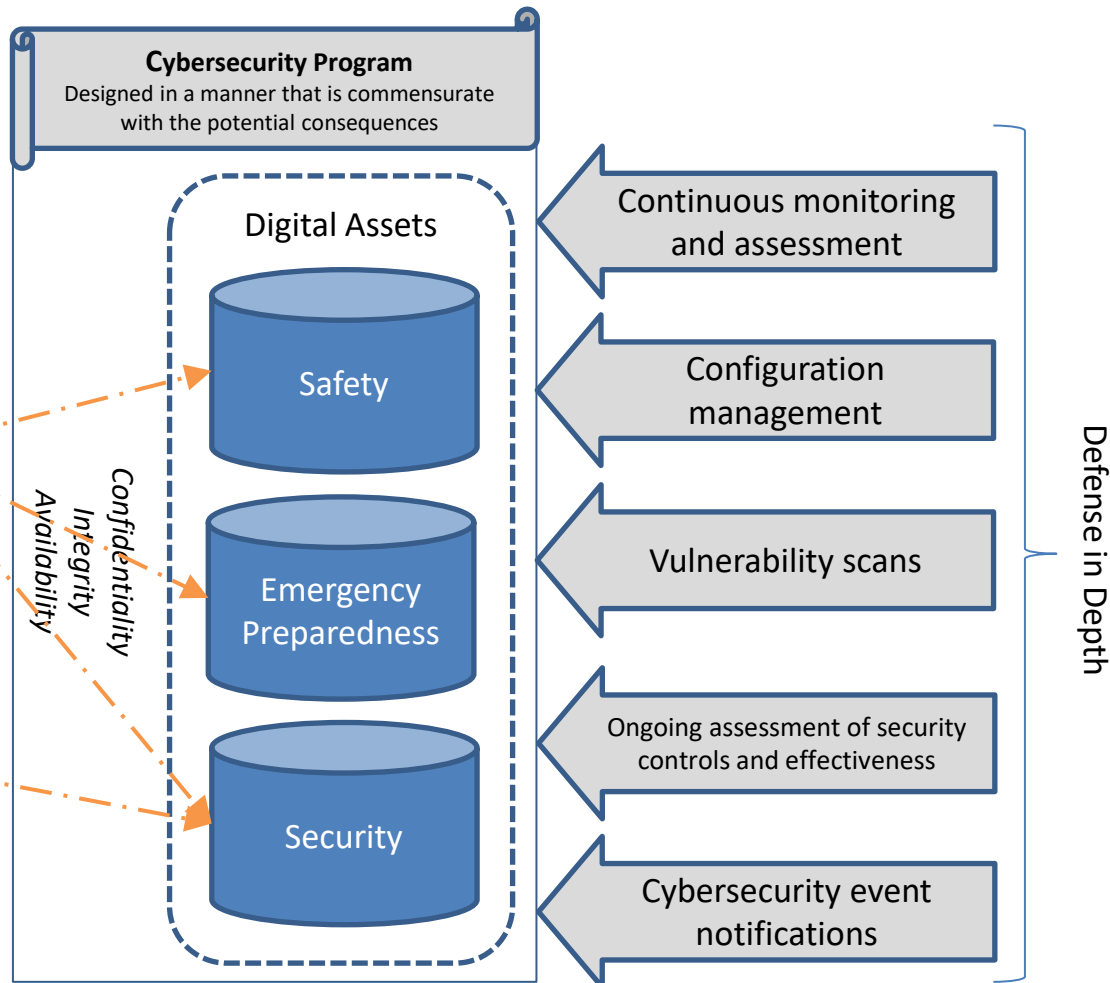 Cybersecurity Program
Designed in a manner that is commensurate
with the potential consequences
Digital Assets
Safety
Emergency
Preparedness
Security
Confidentiality
Integrity
Availability
Continuous monitoring
and assessment
Configuration
management
Vulnerability scans
Ongoing assessment of security
controls and effectiveness
Cybersecurity event
notifications
Defense in Depth